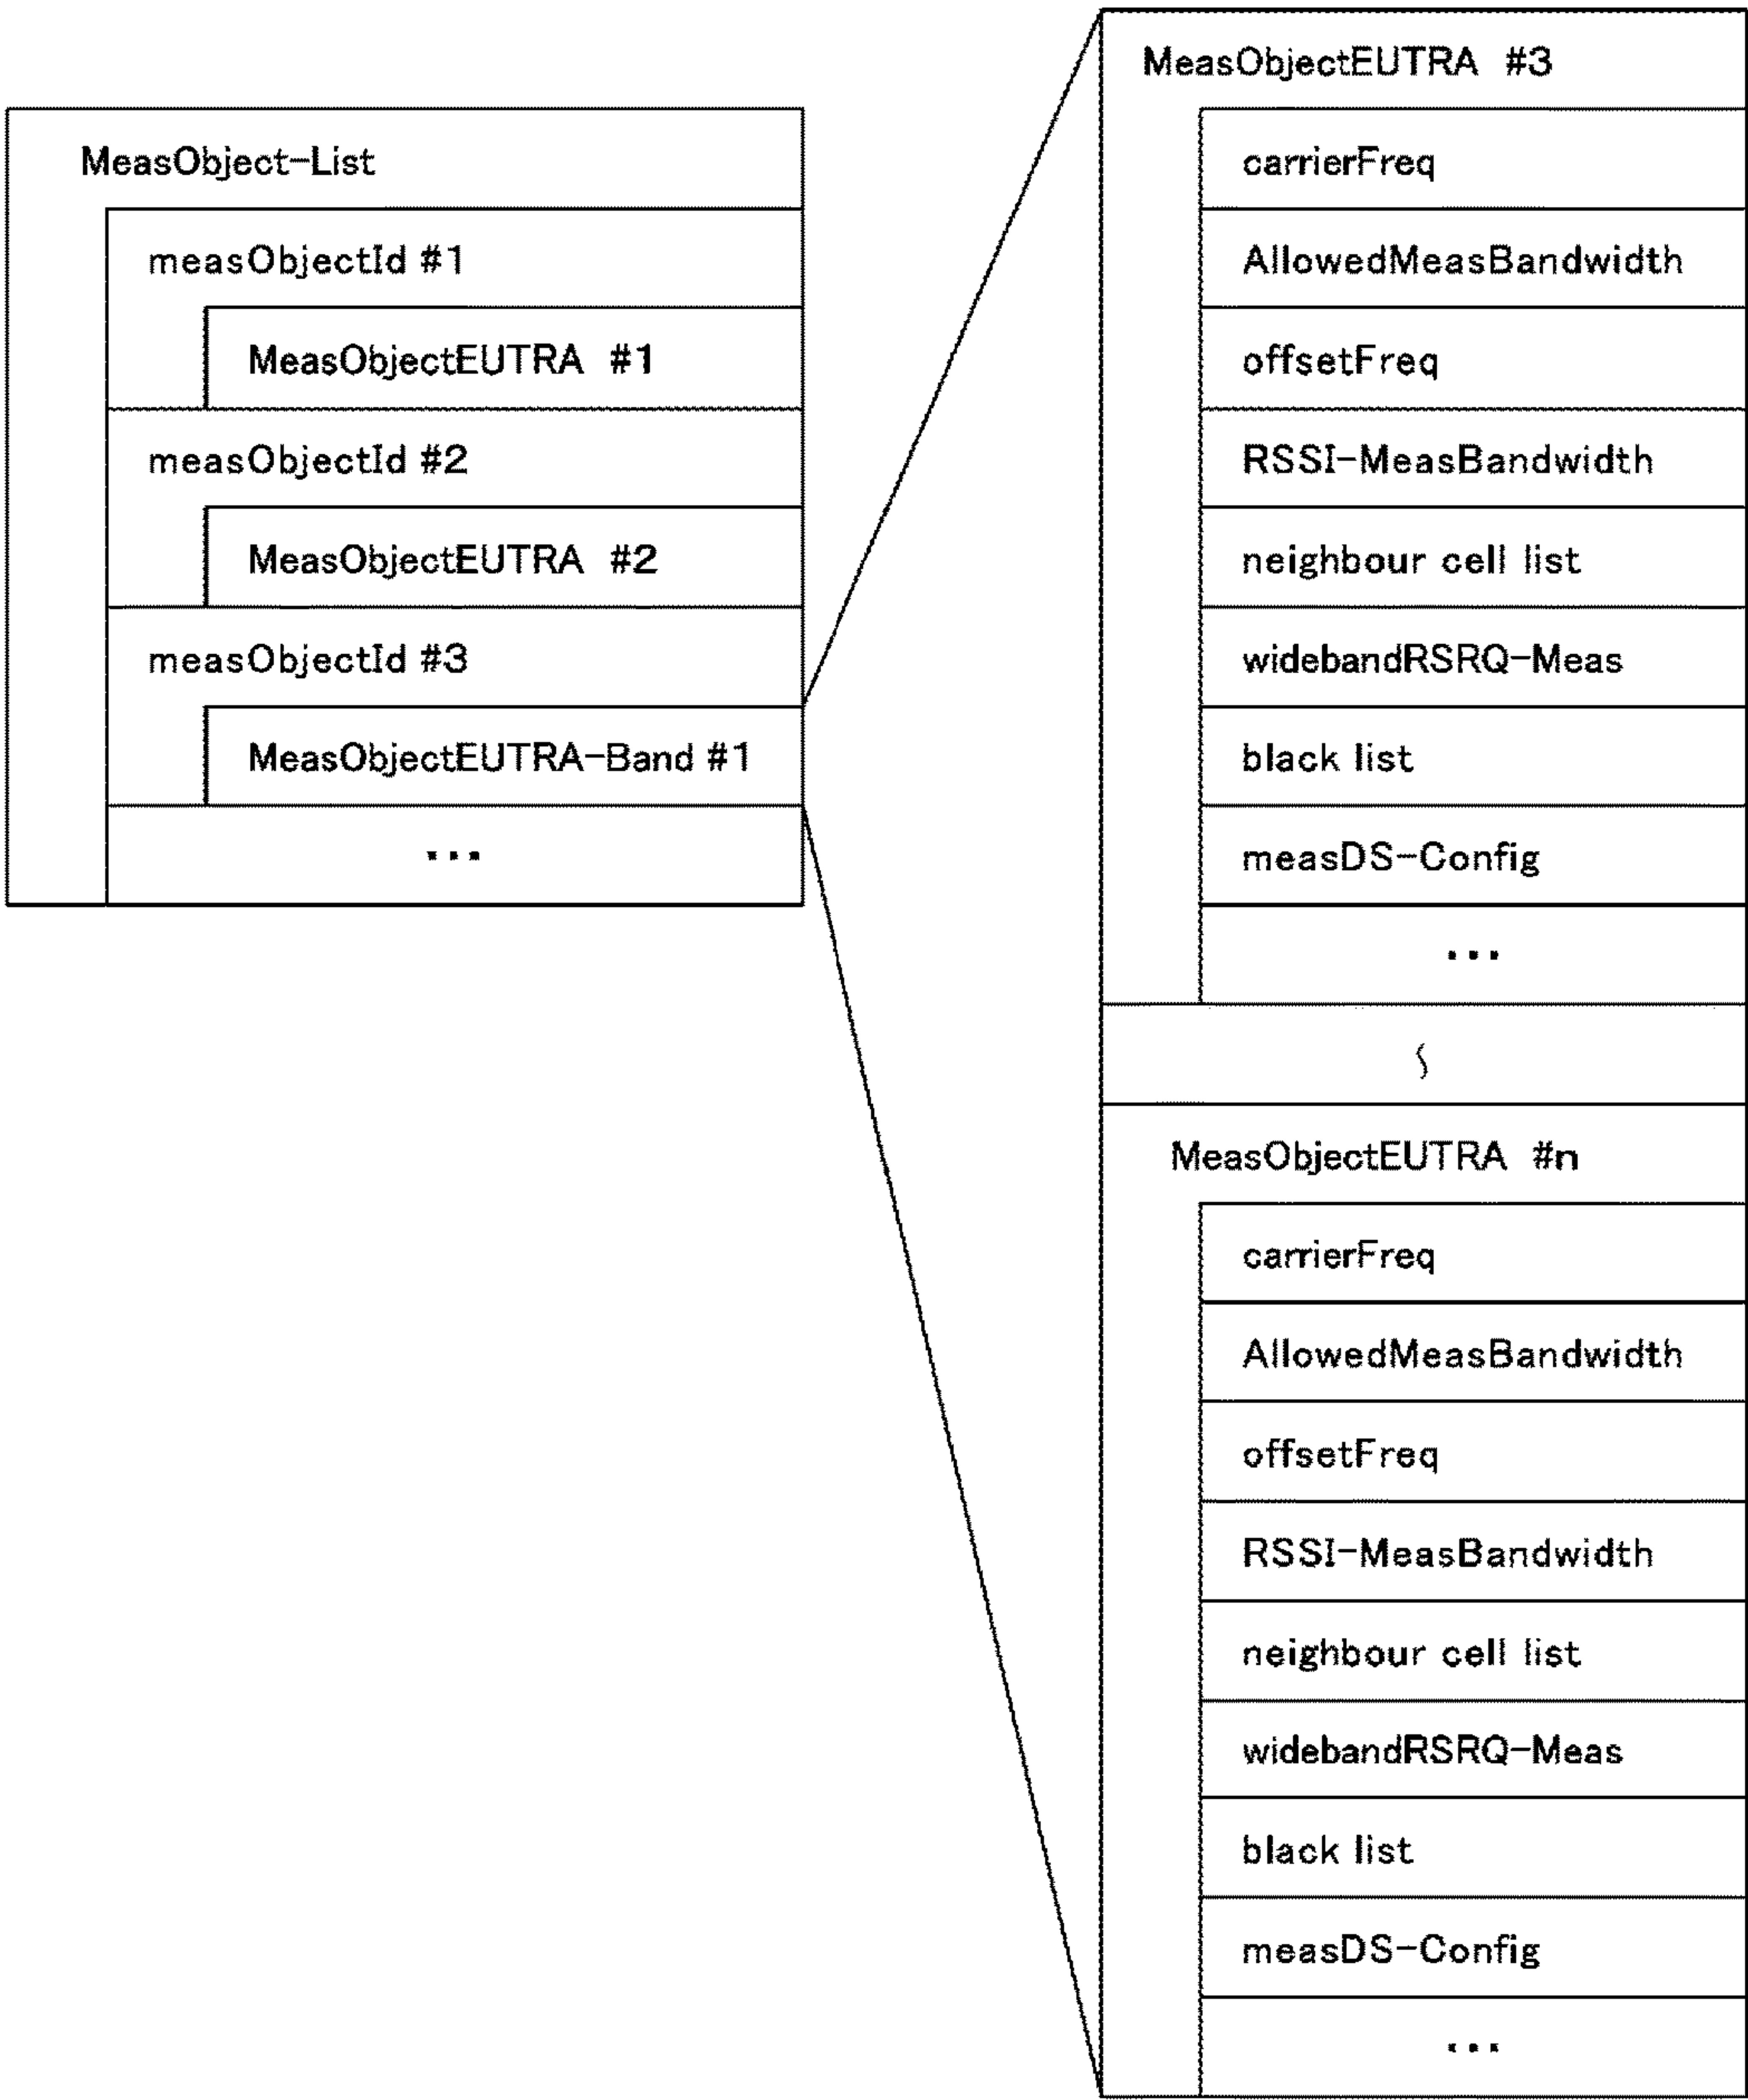 MeasObject-List
measObjectId #1
MeasObjectEUTRA #1
measObjectId #2
MeasObjectEUTRA #2
measObjectId #3
MeasObjectEUTRA-Band #1
...
MeasObjectEUTRA #3
carrierFreq
AllowedMeasBandwidth
offsetFreq
RSSI-MeasBandwidth
neighbour cell list
widebandRSRQ-Meas
black list
measDS-Config
...
MeasObjectEUTRA #n
carrierFreq
AllowedMeasBandwidth
offsetFreq
RSSI-MeasBandwidth
neighbour cell list
widebandRSRQ-Meas
black list
measDS-Config
...